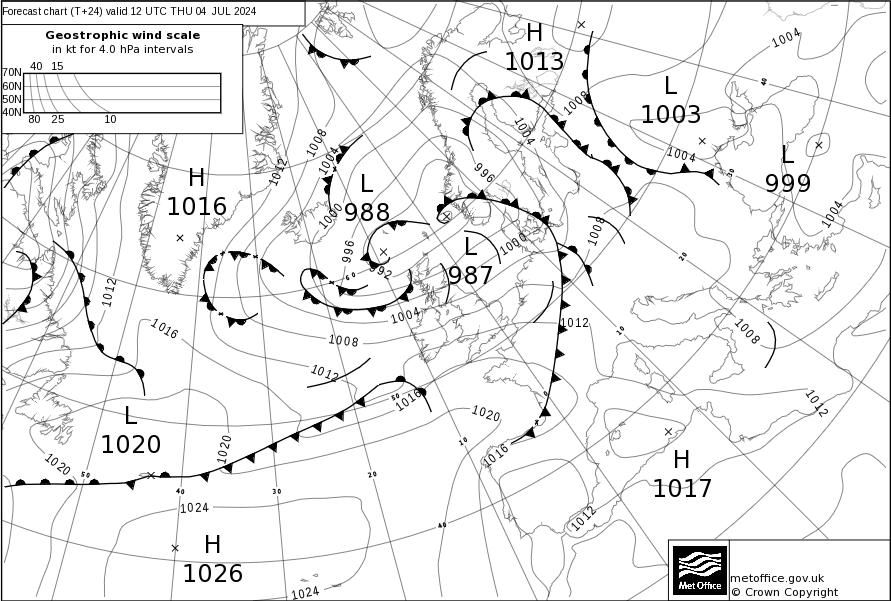 Forecast chart (T+24) valid 12 UTC THU 04 JUL 2024
Geostrophic wind scale
in kt for 4.0 hPa intervals
40 15
70N
60N
50N
40N
80 25 10
H
1013
1004
40
L
1003
1008
1004
1008
1004
1012
996
1004
L
999
30
H
1016
L
988
1000
1004
996
1000
1008
L
987
992
60
20
1012
1004
1012
10
1016
1008
1008
1012
50
1016
1012
0
1020
L
1020
1020
1016
10
1020
50
H
1017
40
30
20
1024
40
1012
H
1026
1024
Met Office
metoffice.gov.uk
© Crown Copyright